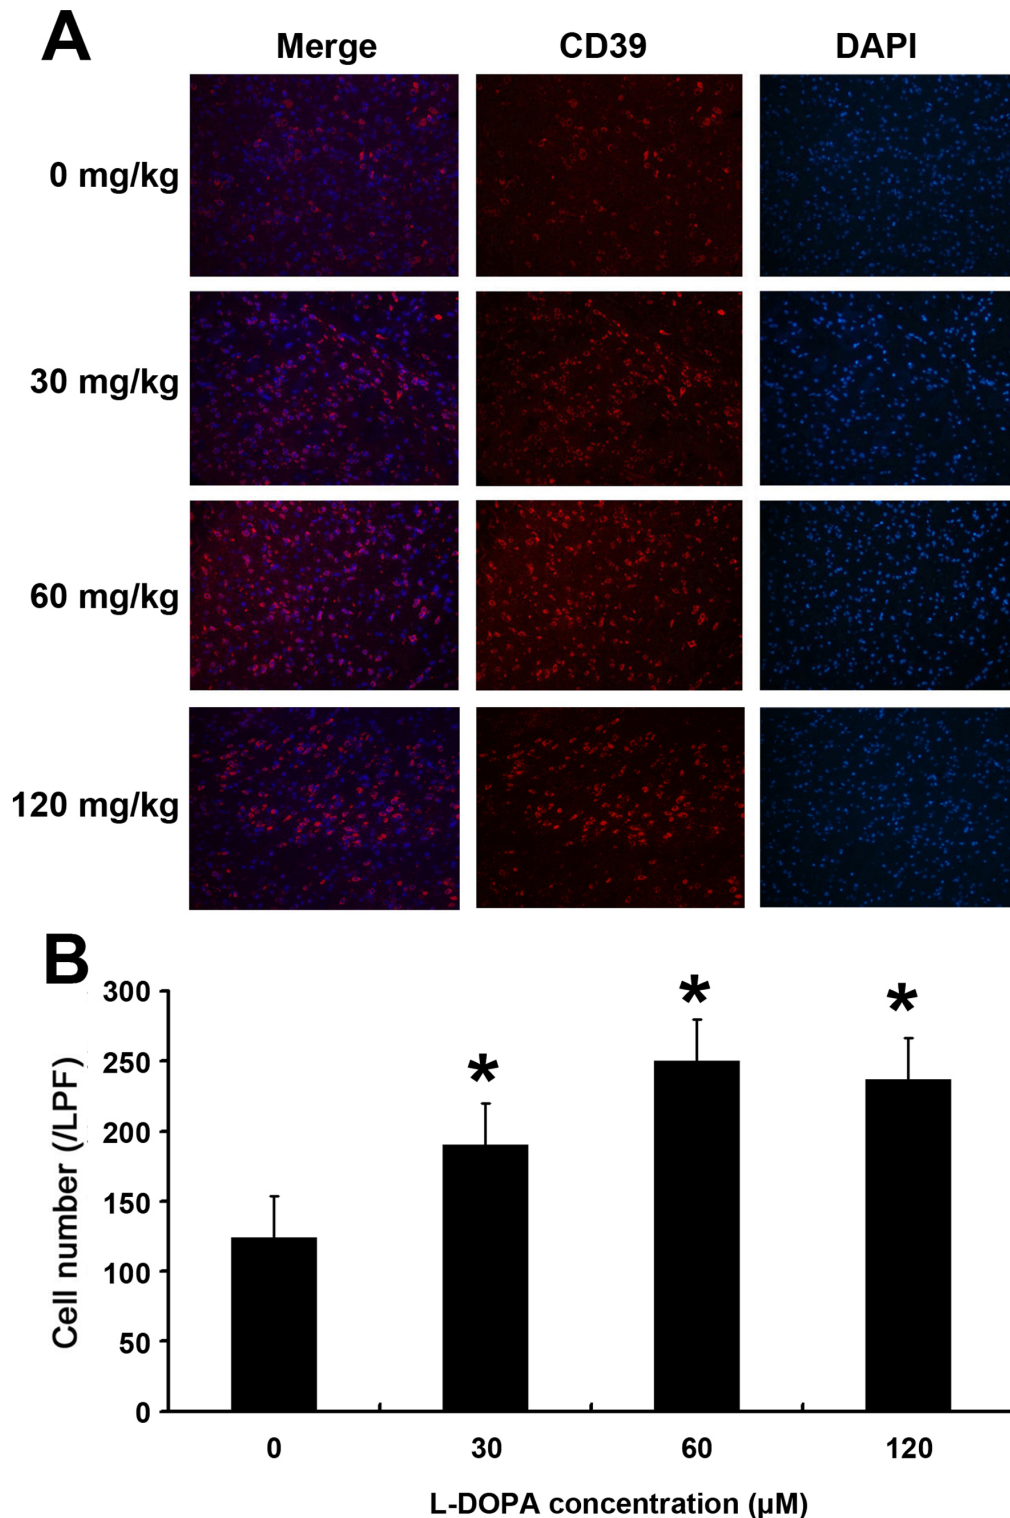 A
Merge CD39 DAPI
0 mg/kg
30 mg/kg
60 mg/kg
120 mg/kg
B
Cell number (/LPF)
300
250
200
150
100
50
0
* * *
0 30 60 120
L-DOPA concentration (μM)